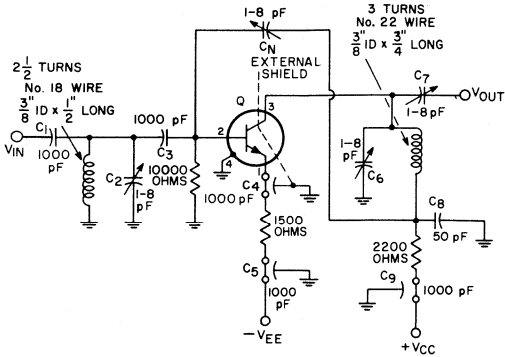 1-8 pF
CN
EXTERNAL
SHIELD
3 TURNS
No. 22 WIRE
3/8" ID x 3/4" LONG
2 1/2 TURNS
No. 18 WIRE
3/8" ID x 1/2" LONG
C1
1000 pF
VIN
C2
1-8 pF
1000 pF
C3
10000 OHMS
Q
3
2
4
1
C4
1000 pF
1500 OHMS
C5
1000 pF
-VEE
C7
1-8 pF
VOUT
1-8 pF
C6
C8
50 pF
2200 OHMS
C9
1000 pF
+VCC